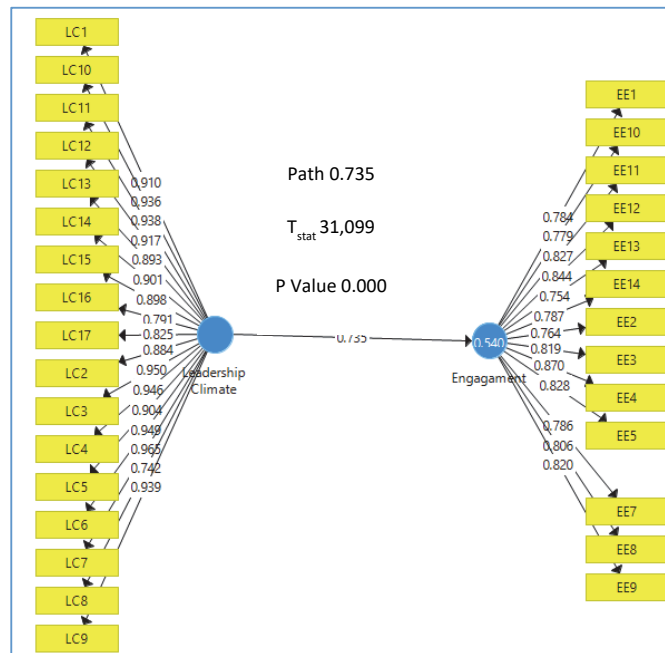 LC1
LC10
LC11
LC12
LC13
LC14
LC15
LC16
LC17
LC2
LC3
LC4
LC5
LC6
LC7
LC8
LC9
0.910
0.936
0.938
0.917
0.893
0.901
0.898
0.791
0.825
0.884
0.950
0.946
0.904
0.949
0.965
0.742
0.939
Leadership
Climate
Path 0.735
T_stat 31,099
P Value 0.000
0.735
0.540
Engagament
0.784
0.779
0.827
0.844
0.754
0.787
0.764
0.819
0.870
0.828
0.786
0.806
0.820
EE1
EE10
EE11
EE12
EE13
EE14
EE2
EE3
EE4
EE5
EE7
EE8
EE9